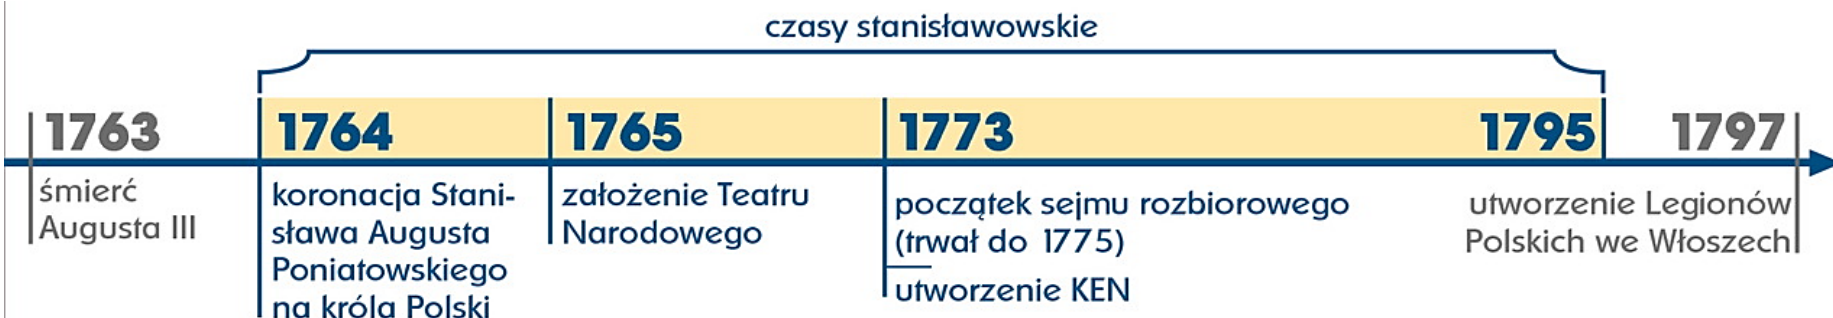 czasy stanisławowskie
1763
1764
1765
1773
1795
1797
śmierć
Augusta III
koronacja Stani-
sława Augusta
Poniatowskiego
na króla Polski
założenie Teatru
Narodowego
początek sejmu rozbiorowego
(trwał do 1775)
utworzenie KEN
utworzenie Legionów
Polskich we Włoszech